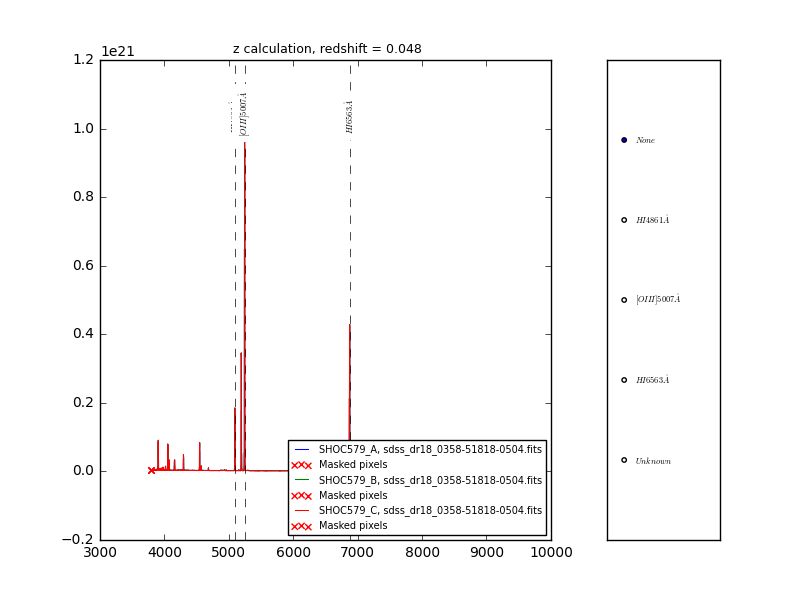 z calculation, redshift = 0.048
1e21
1.2
1.0
0.8
0.6
0.4
0.2
0.0
−0.2
[OIII]5007Å
HI6563Å
SHOC579_A, sdss_dr18_0358-51818-0504.fits
Masked pixels
SHOC579_B, sdss_dr18_0358-51818-0504.fits
Masked pixels
SHOC579_C, sdss_dr18_0358-51818-0504.fits
Masked pixels
3000 4000 5000 6000 7000 8000 9000 10000
None
HI4861Å
[OIII]5007Å
HI6563Å
Unknown